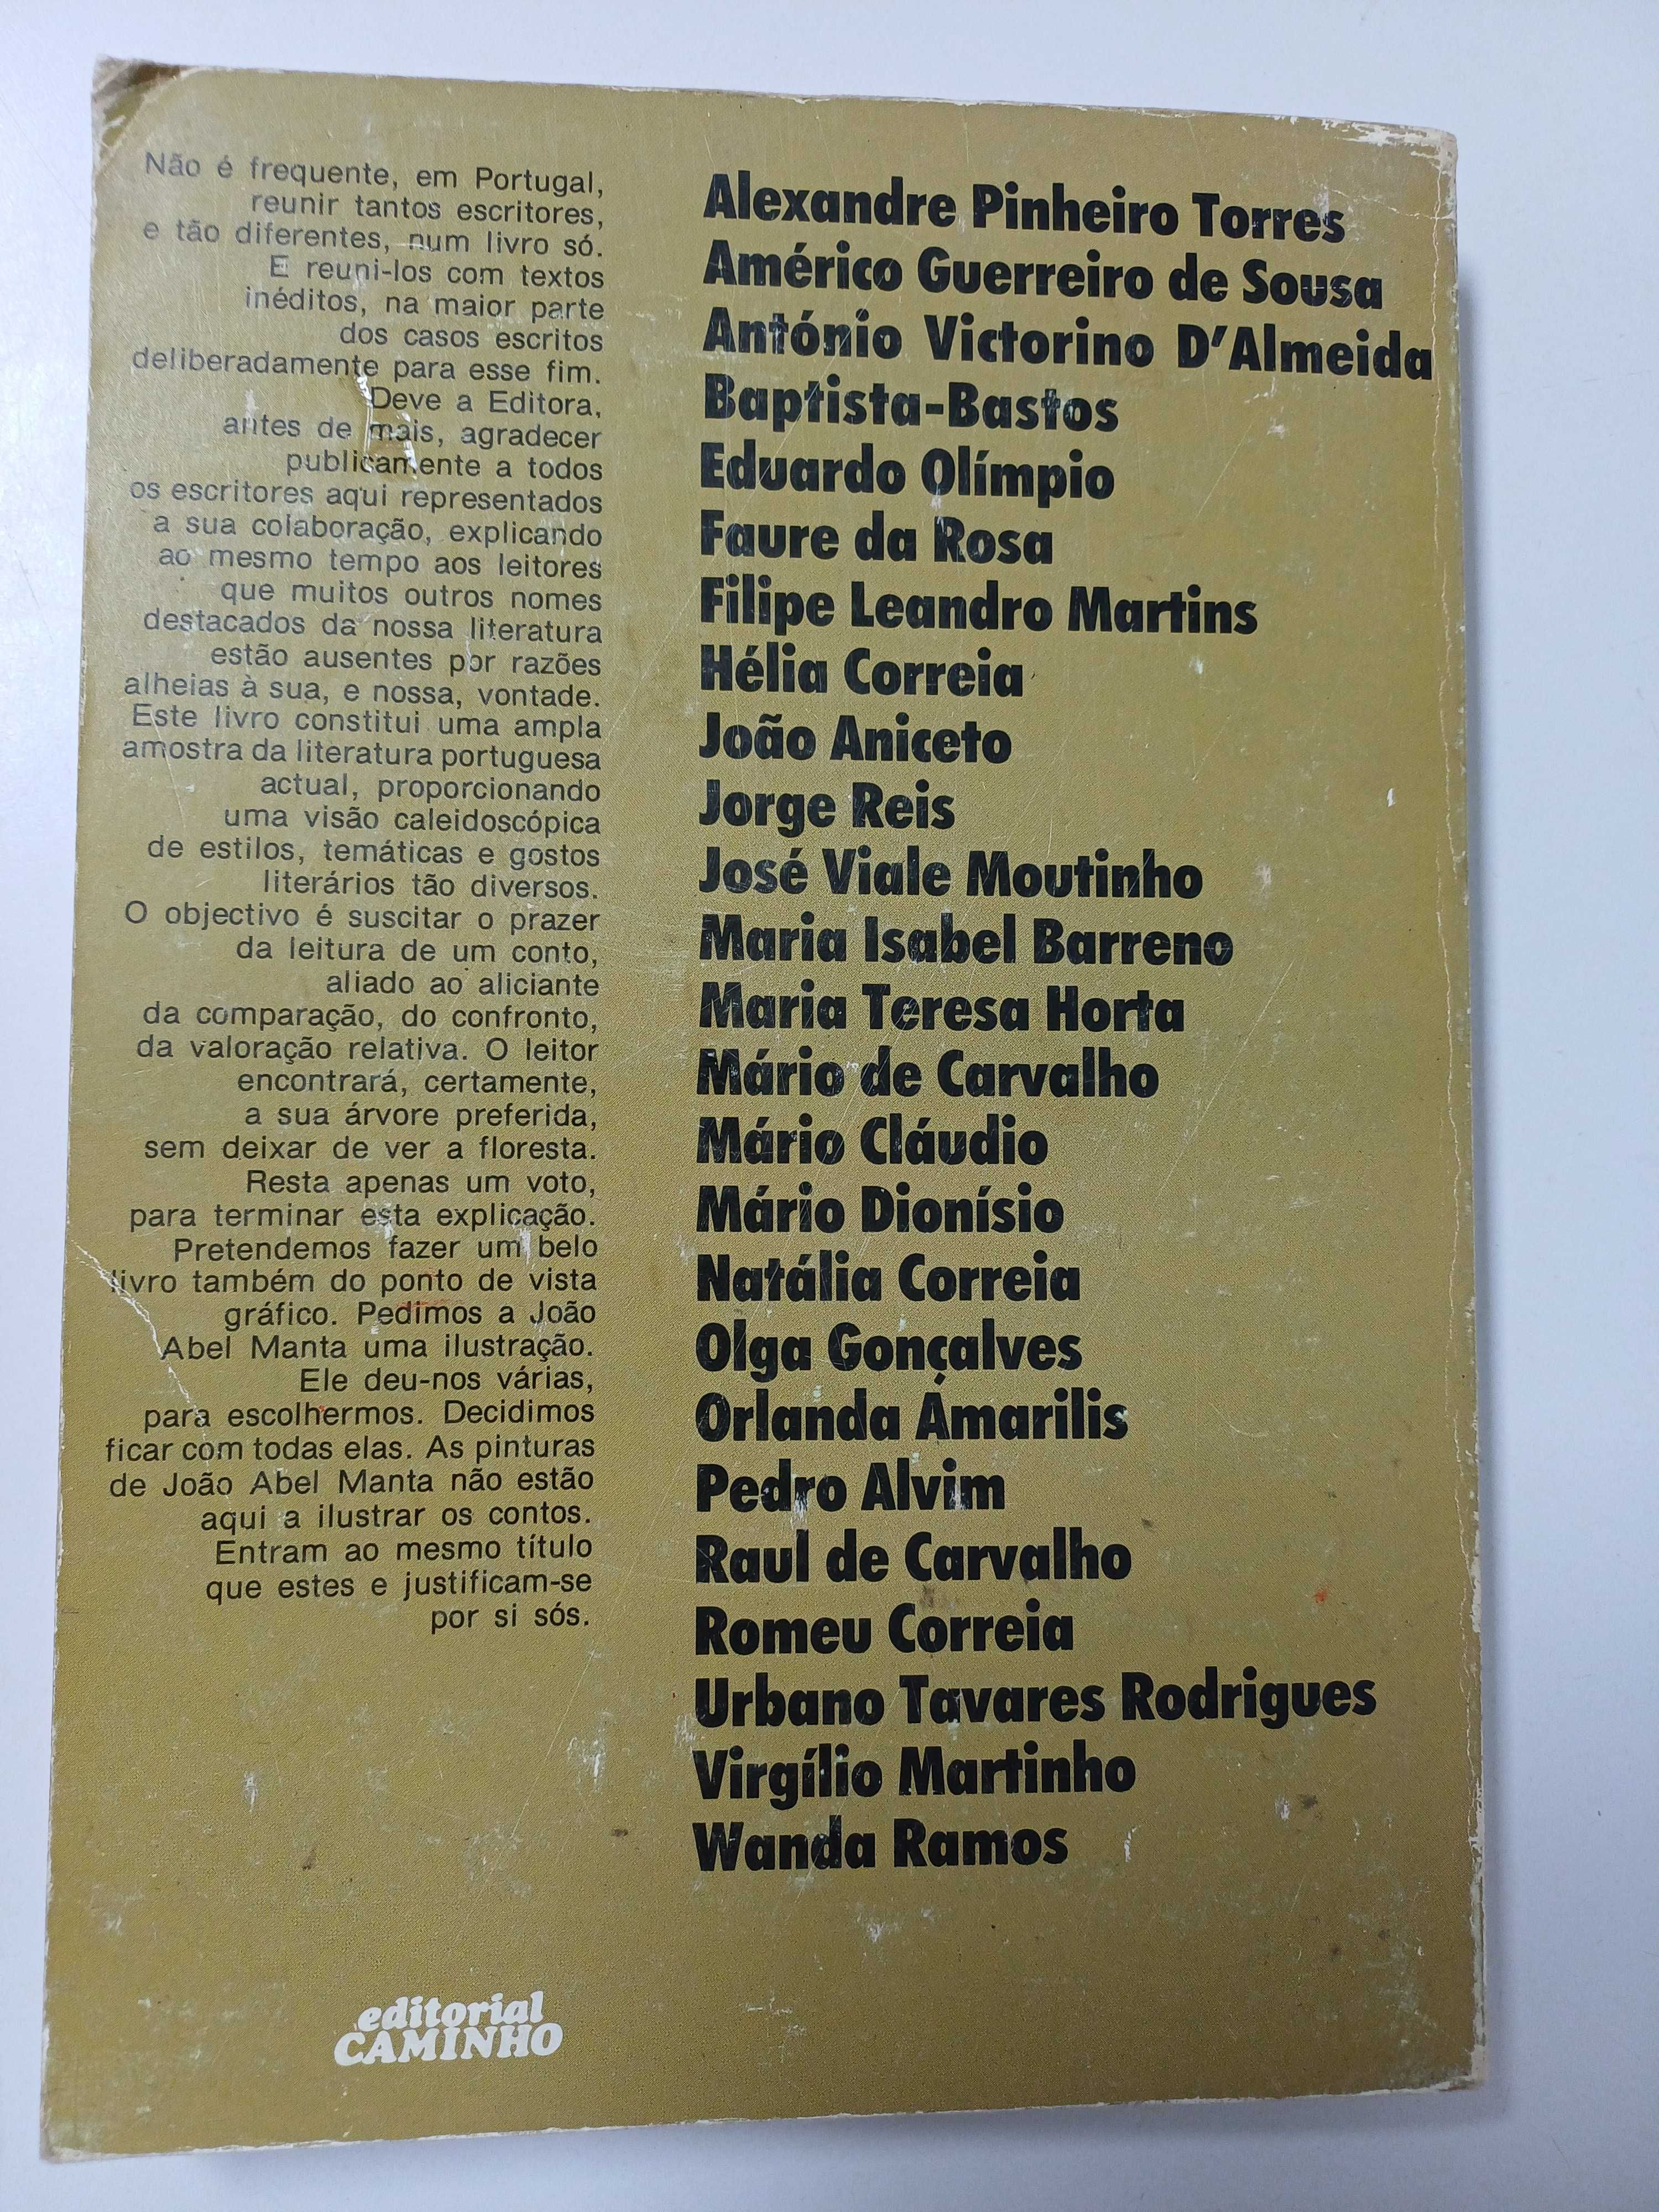 Não é frequente, em Portugal,
reunir tantos escritores,
e tão diferentes, num livro só.
E reuni-los com textos
inéditos, na maior parte
dos casos escritos
deliberadamente para esse fim.
Deve a Editora,
antes de mais, agradecer
publicamente a todos
os escritores aqui representados
a sua colaboração, explicando
ao mesmo tempo aos leitores
que muitos outros nomes
destacados da nossa literatura
estão ausentes por razões
alheias à sua, e nossa, vontade.
Este livro constitui uma ampla
amostra da literatura portuguesa
actual, proporcionando
uma visão caleidoscópica
de estilos, temáticas e gostos
literários tão diversos.
O objectivo é suscitar o prazer
da leitura de um conto,
aliado ao aliciante
da comparação, do confronto,
da valoração relativa. O leitor
encontrará, certamente,
a sua árvore preferida,
sem deixar de ver a floresta.
Resta apenas um voto,
para terminar esta explicação.
Pretendemos fazer um belo
livro também do ponto de vista
gráfico. Pedimos a João
Abel Manta uma ilustração.
Ele deu-nos várias,
para escolhermos. Decidimos
ficar com todas elas. As pinturas
de João Abel Manta não estão
aqui a ilustrar os contos.
Entram ao mesmo título
que estes e justificam-se
por si sós.
Alexandre Pinheiro Torres
Américo Guerreiro de Sousa
António Victorino D'Almeida
Baptista-Bastos
Eduardo Olímpio
Faure da Rosa
Filipe Leandro Martins
Hélia Correia
João Aniceto
Jorge Reis
José Viale Moutinho
Maria Isabel Barreno
Maria Teresa Horta
Mário de Carvalho
Mário Cláudio
Mário Dionísio
Natália Correia
Olga Gonçalves
Orlanda Ámarilis
Pedro Alvim
Raul de Carvalho
Romeu Correia
Urbano Tavares Rodrigues
Virgílio Martinho
Wanda Ramos
editorial
CAMINHO